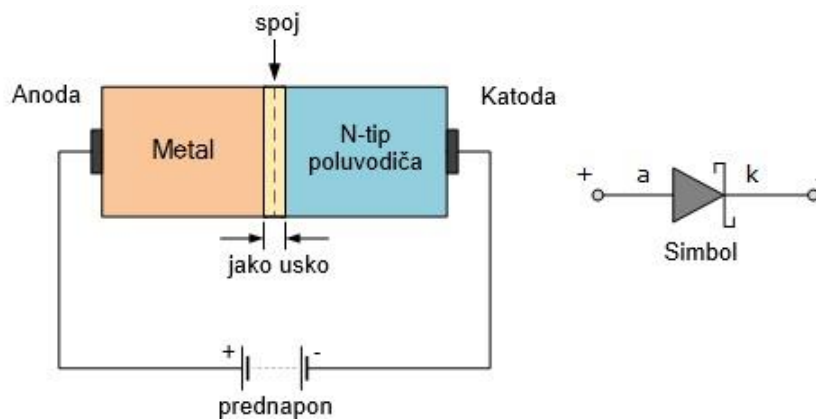 spoj
Anoda
Katoda
Metal
N-tip
poluvodiča
+ a k -
Simbol
jako usko
+ -
prednapon